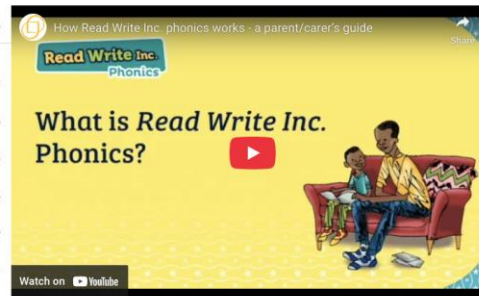 How Read Write Inc. phonics works - a parent/carer's guide
Share
Read Write Inc.
Phonics
What is Read Write Inc.
Phonics?
Watch on YouTube